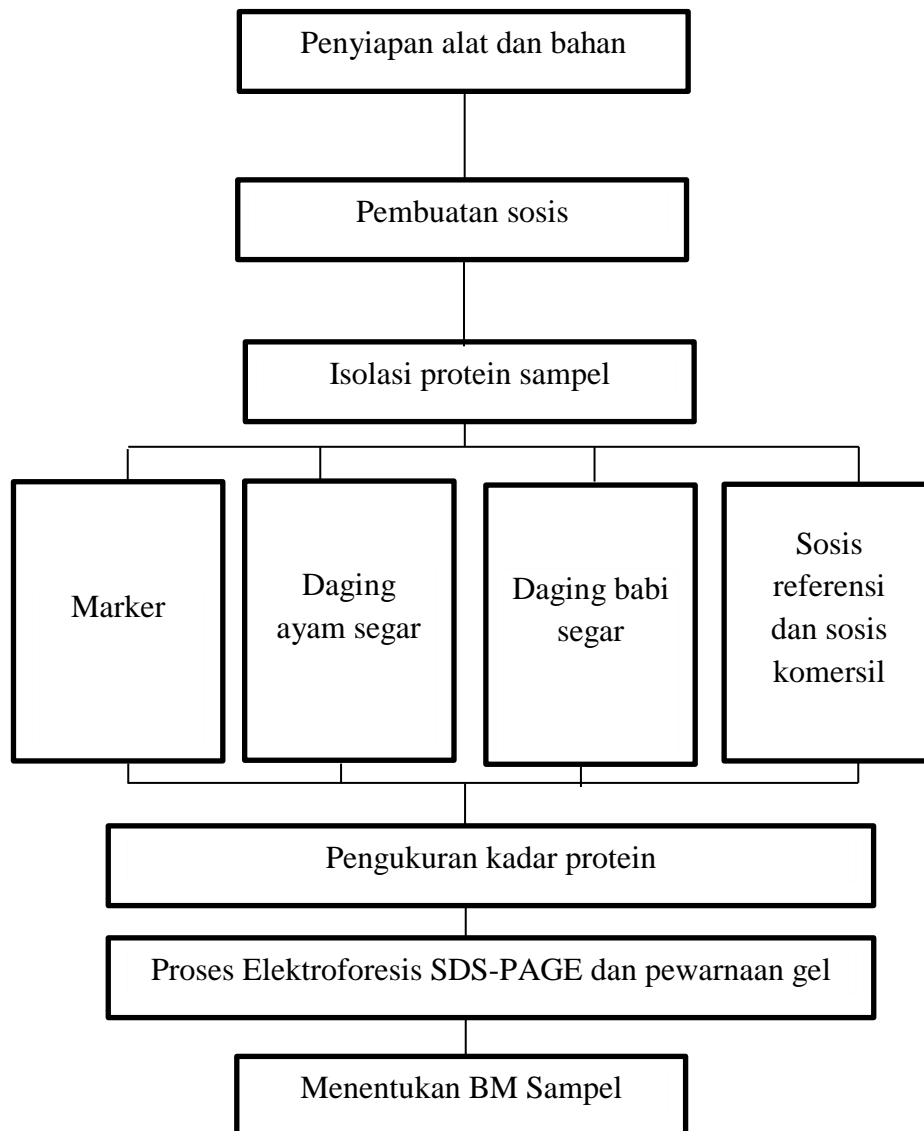 Penyiapan alat dan bahan
Pembuatan sosis
Isolasi protein sampel
Marker
Daging
ayam segar
Daging babi
segar
Sosis
referensi
dan sosis
komersil
Pengukuran kadar protein
Proses Elektroforesis SDS-PAGE dan pewarnaan gel
Menentukan BM Sampel